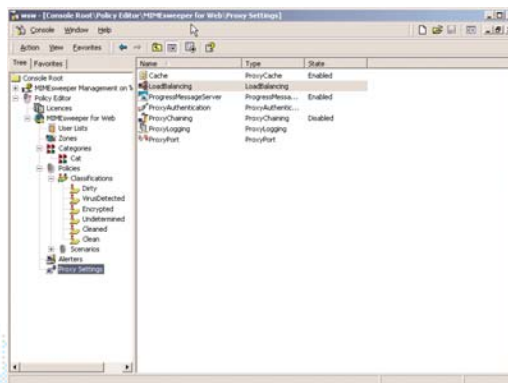 wsw - [Console Root\Policy Editor\MIMEsweeper for Web\Proxy Settings]
Console Window Help
Action View Favorites
Tree Favorites
Name Type State
Console Root
MIMEsweeper Management on
Policy Editor
Licences
MIMEsweeper for Web
User Lists
Zones
Categories
Cat
Policies
Classifications
Dirty
VirusDetected
Encrypted
Undetermined
Cleaned
Clean
Scenarios
Alerters
Proxy Settings
Cache ProxyCache Enabled
LoadBalancing LoadBalancing
ProgressMessageServer ProgressMessa... Enabled
ProxyAuthentication ProxyAuthentic...
ProxyChaining ProxyChaining Disabled
ProxyLogging ProxyLogging
ProxyPort ProxyPort